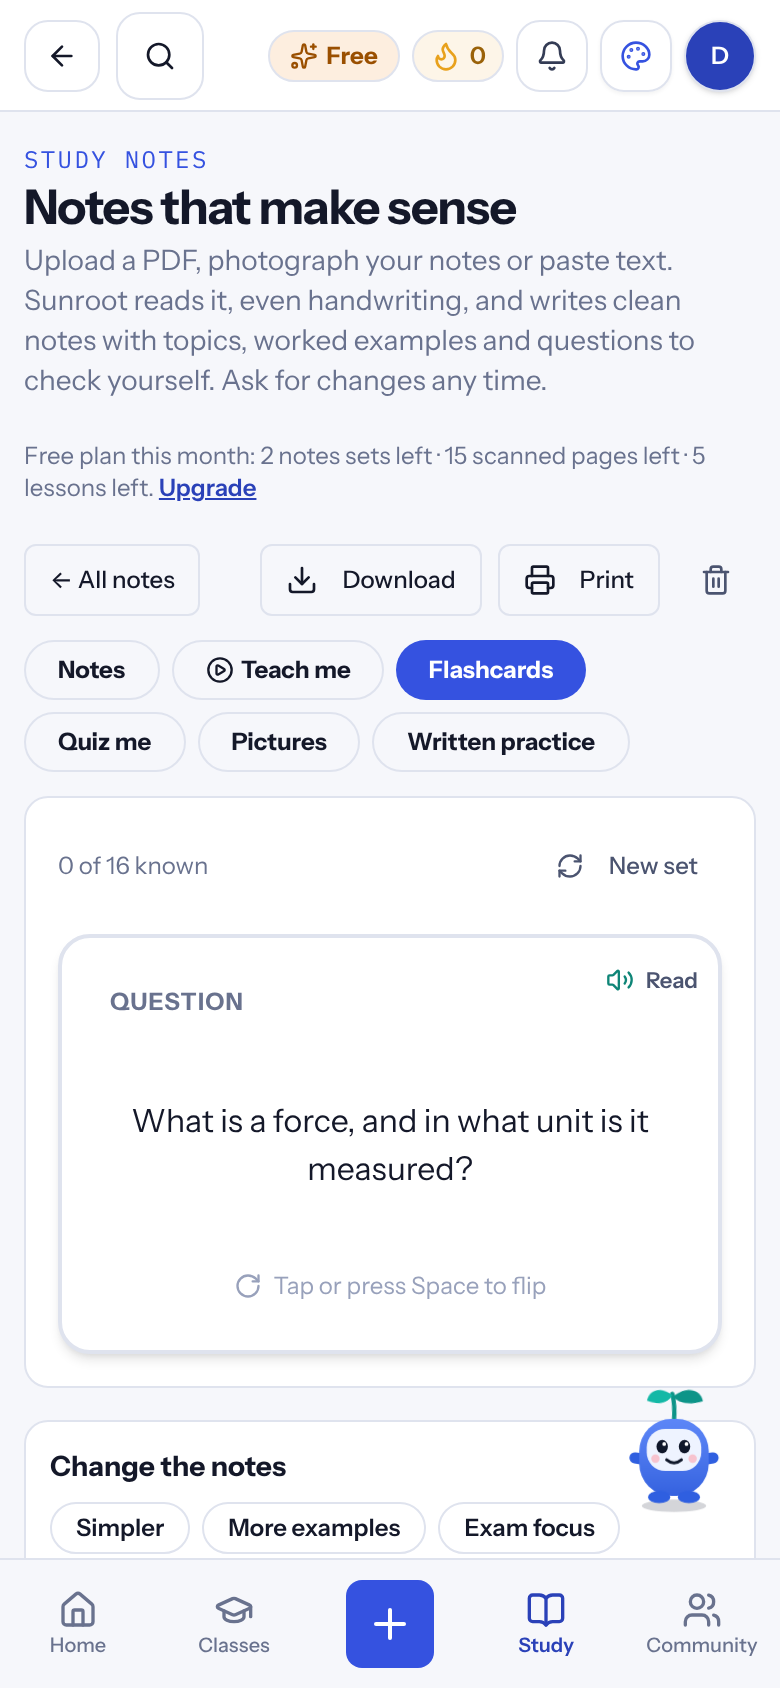 Free
0
D
STUDY NOTES
Notes that make sense
Upload a PDF, photograph your notes or paste text.
Sunroot reads it, even handwriting, and writes clean
notes with topics, worked examples and questions to
check yourself. Ask for changes any time.
Free plan this month: 2 notes sets left · 15 scanned pages left · 5
lessons left. Upgrade
← All notes
Download
Print
Notes
Teach me
Flashcards
Quiz me
Pictures
Written practice
0 of 16 known
New set
Read
QUESTION
What is a force, and in what unit is it
measured?
Tap or press Space to flip
Change the notes
Simpler
More examples
Exam focus
Home
Classes
Study
Community